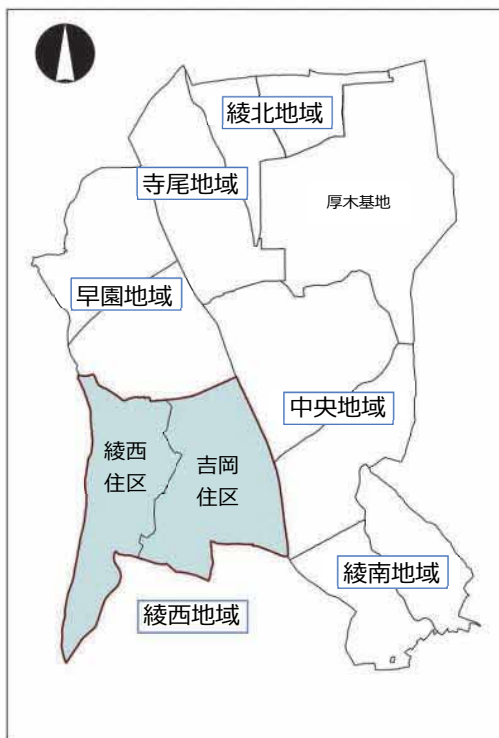 綾北地域
寺尾地域
厚木基地
早園地域
中央地域
綾西
住区
吉岡
住区
綾南地域
綾西地域